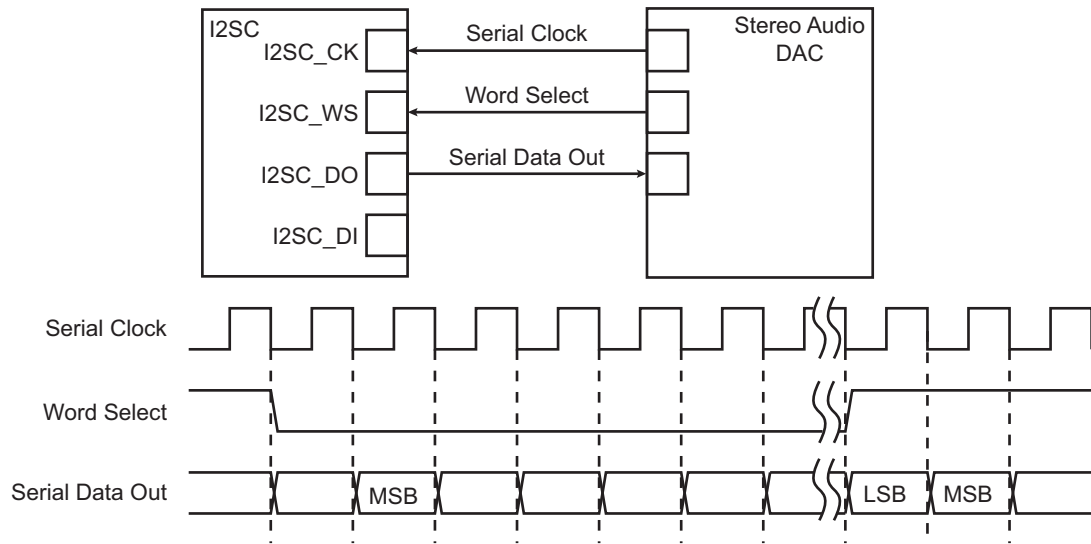 I2SC
I2SC_CK
Serial Clock
Stereo Audio
DAC
I2SC_WS
Word Select
I2SC_DO
Serial Data Out
I2SC_DI
Serial Clock
Word Select
Serial Data Out
MSB
LSB
MSB